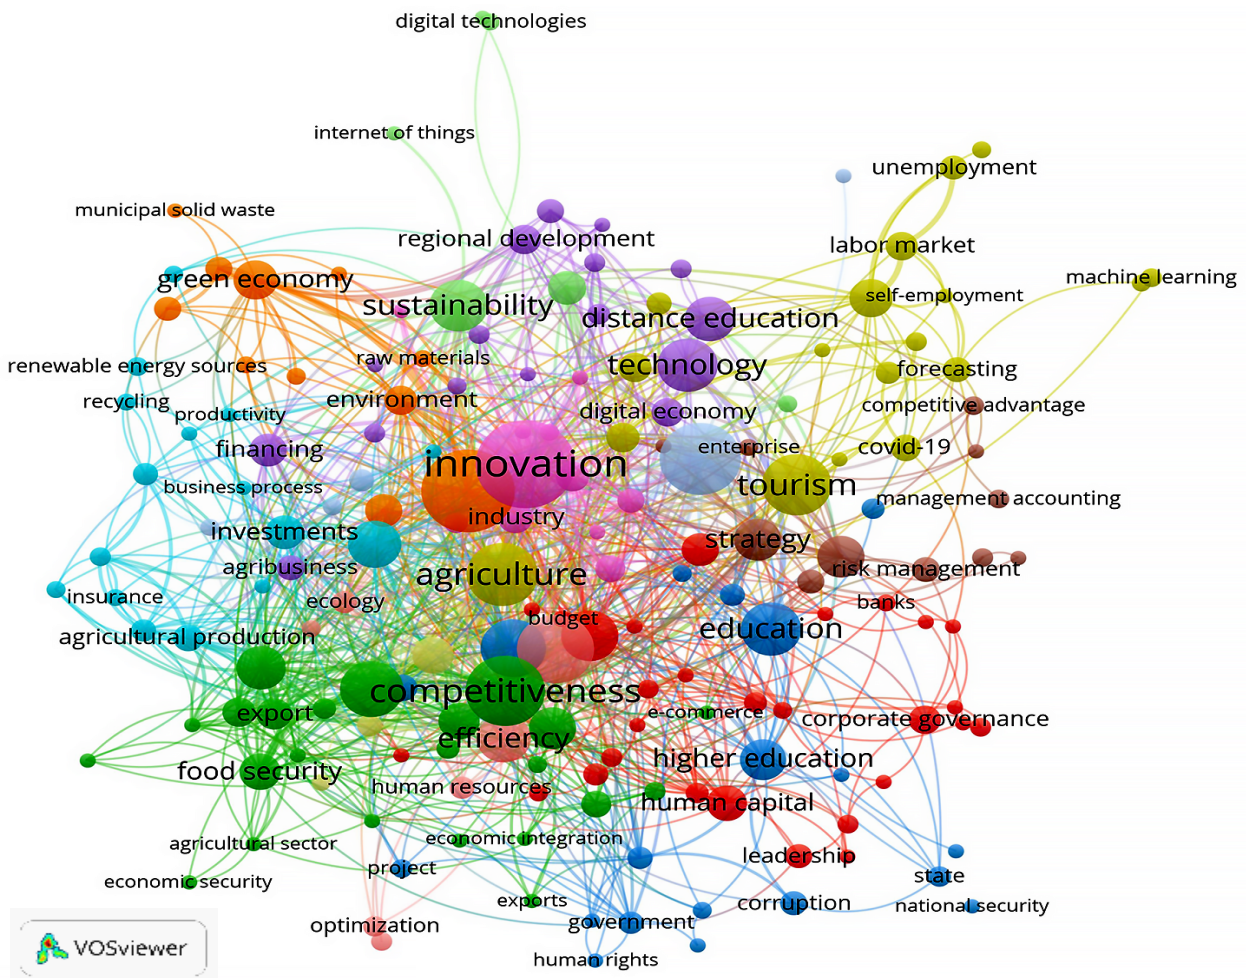 digital technologies
internet of things
unemployment
municipal solid waste
regional development
labor market
green economy
machine learning
self-employment
sustainability
distance education
raw materials
renewable energy sources
technology
forecasting
recycling
environment
competitive advantage
productivity
digital economy
financing
enterprise
covid-19
innovation
business process
tourism
management accounting
industry
investments
strategy
agribusiness
agriculture
risk management
insurance
ecology
banks
budget
agricultural production
education
competitiveness
export
e-commerce
corporate governance
efficiency
food security
higher education
human resources
human capital
agricultural sector
economic integration
leadership
project
state
economic security
exports
corruption
national security
optimization
government
VOSviewer
human rights